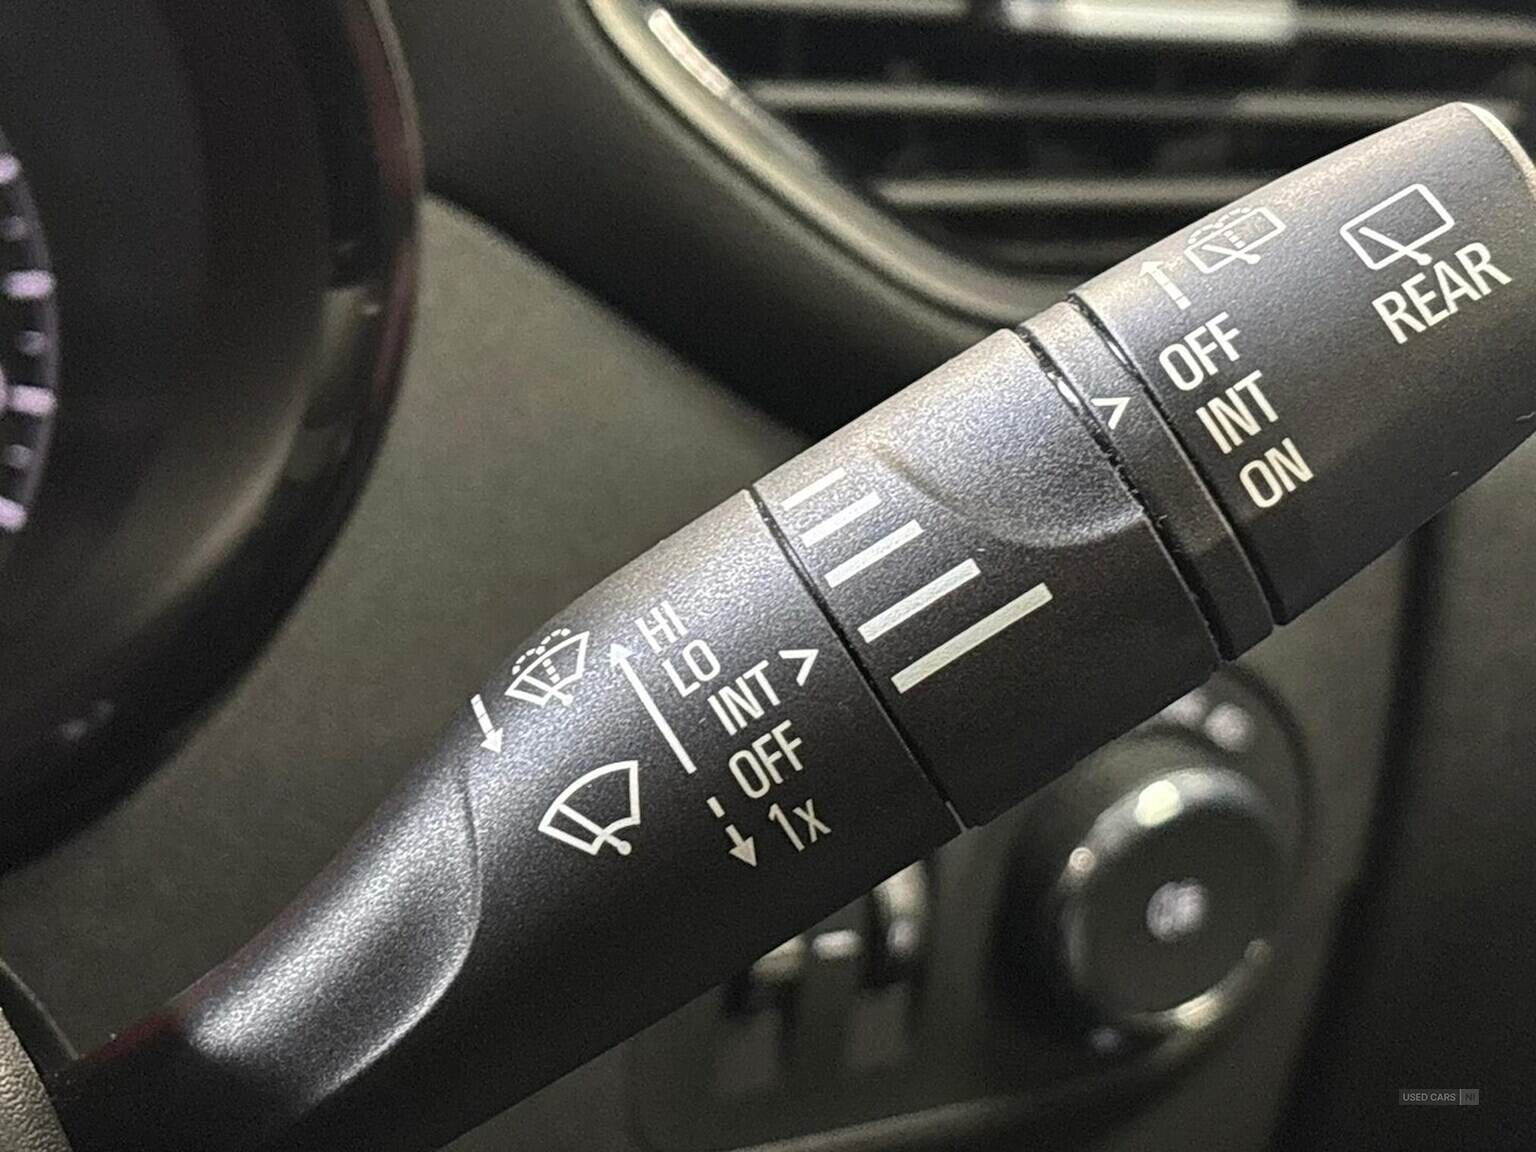 HI
LO
INT >
OFF
1x
>
OFF
INT
ON
REAR
USED CARS NI